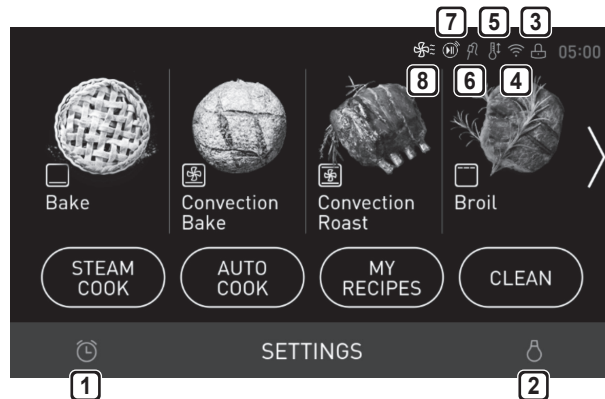 7 5 3
05:00
8 6 4
Bake
Convection
Bake
Convection
Roast
Broil
STEAM
COOK
AUTO
COOK
MY
RECIPES
CLEAN
SETTINGS
1 2